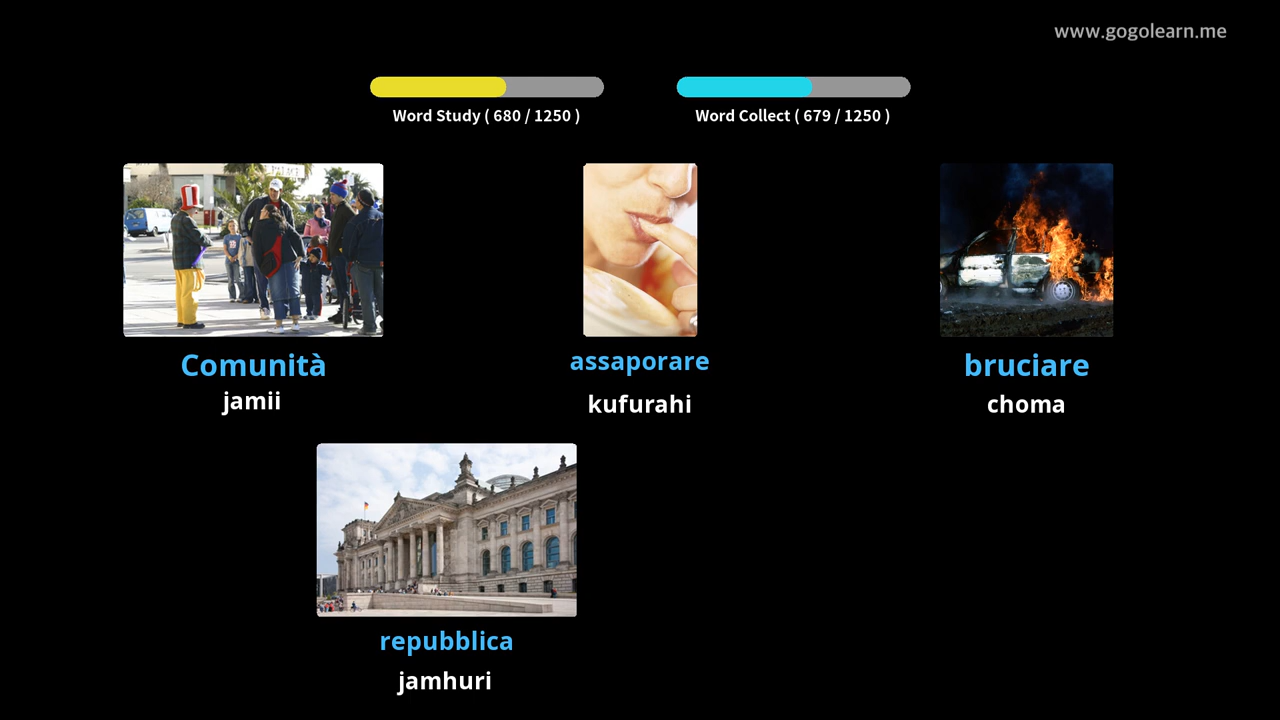 www.gogolearn.me
Word Study ( 680 / 1250 )
Word Collect ( 679 / 1250 )
Comunità
jamii
assaporare
kufurahi
bruciare
choma
repubblica
jamhuri